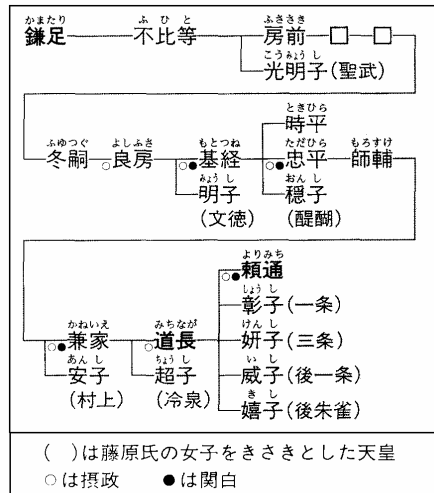 かまたり ふひと ふささき
鎌足 不比等 房前 □ □
こうみょうし
光明子(聖武)
ときひら
時平
ふゆつぐ よしふさ もとつね ただひら もろすけ
冬嗣 ○良房 ○●基経 ○●忠平 師輔
みょうし おんし
明子 穏子
(文徳) (醍醐)
よりみち
○●頼通
しょうし
彰子(一条)
かねいえ みちなが けんし
○●兼家 ○道長 妍子(三条)
あんし ちょうし いし
安子 超子 威子(後一条)
(村上) (冷泉)
きし
嬉子(後朱雀)
( )は藤原氏の女子をきさきとした天皇
○は摂政 ●は関白